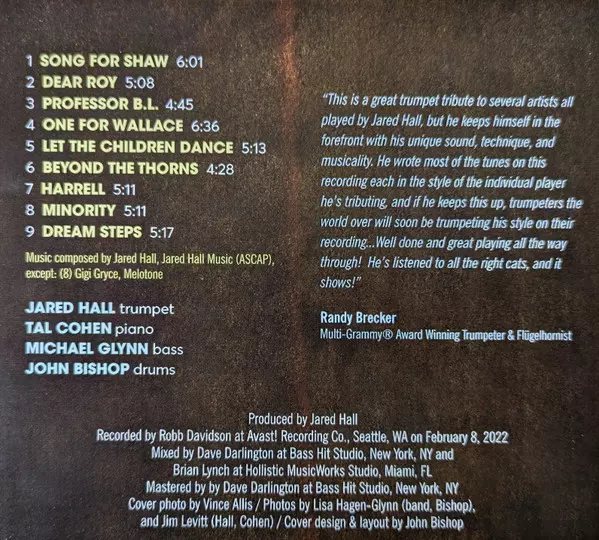 1 SONG FOR SHAW 6:01
2 DEAR ROY 5:08
3 PROFESSOR B.L. 4:45
4 ONE FOR WALLACE 6:36
5 LET THE CHILDREN DANCE 5:13
6 BEYOND THE THORNS 4:28
7 HARRELL 5:11
8 MINORITY 5:11
9 DREAM STEPS 5:17
Music composed by Jared Hall, Jared Hall Music (ASCAP),
except: (8) Gigi Gryce, Melotone
JARED HALL trumpet
TAL COHEN piano
MICHAEL GLYNN bass
JOHN BISHOP drums
"This is a great trumpet tribute to several artists all
played by Jared Hall, but he keeps himself in the
forefront with his unique sound, technique, and
musicality. He wrote most of the tunes on this
recording each in the style of the individual player
he's tributing, and if he keeps this up, trumpeters the
world over will soon be trumpeting his style on their
recording...Well done and great playing all the way
through! He's listened to all the right cats, and it
shows!"
Randy Brecker
Multi-Grammy® Award Winning Trumpeter & Flügelhornist
Produced by Jared Hall
Recorded by Robb Davidson at Avast! Recording Co., Seattle, WA on February 8, 2022
Mixed by Dave Darlington at Bass Hit Studio, New York, NY and
Brian Lynch at Hollistic MusicWorks Studio, Miami, FL
Mastered by by Dave Darlington at Bass Hit Studio, New York, NY
Cover photo by Vince Allis / Photos by Lisa Hagen-Glynn (band, Bishop),
and Jim Levitt (Hall, Cohen) / Cover design & layout by John Bishop